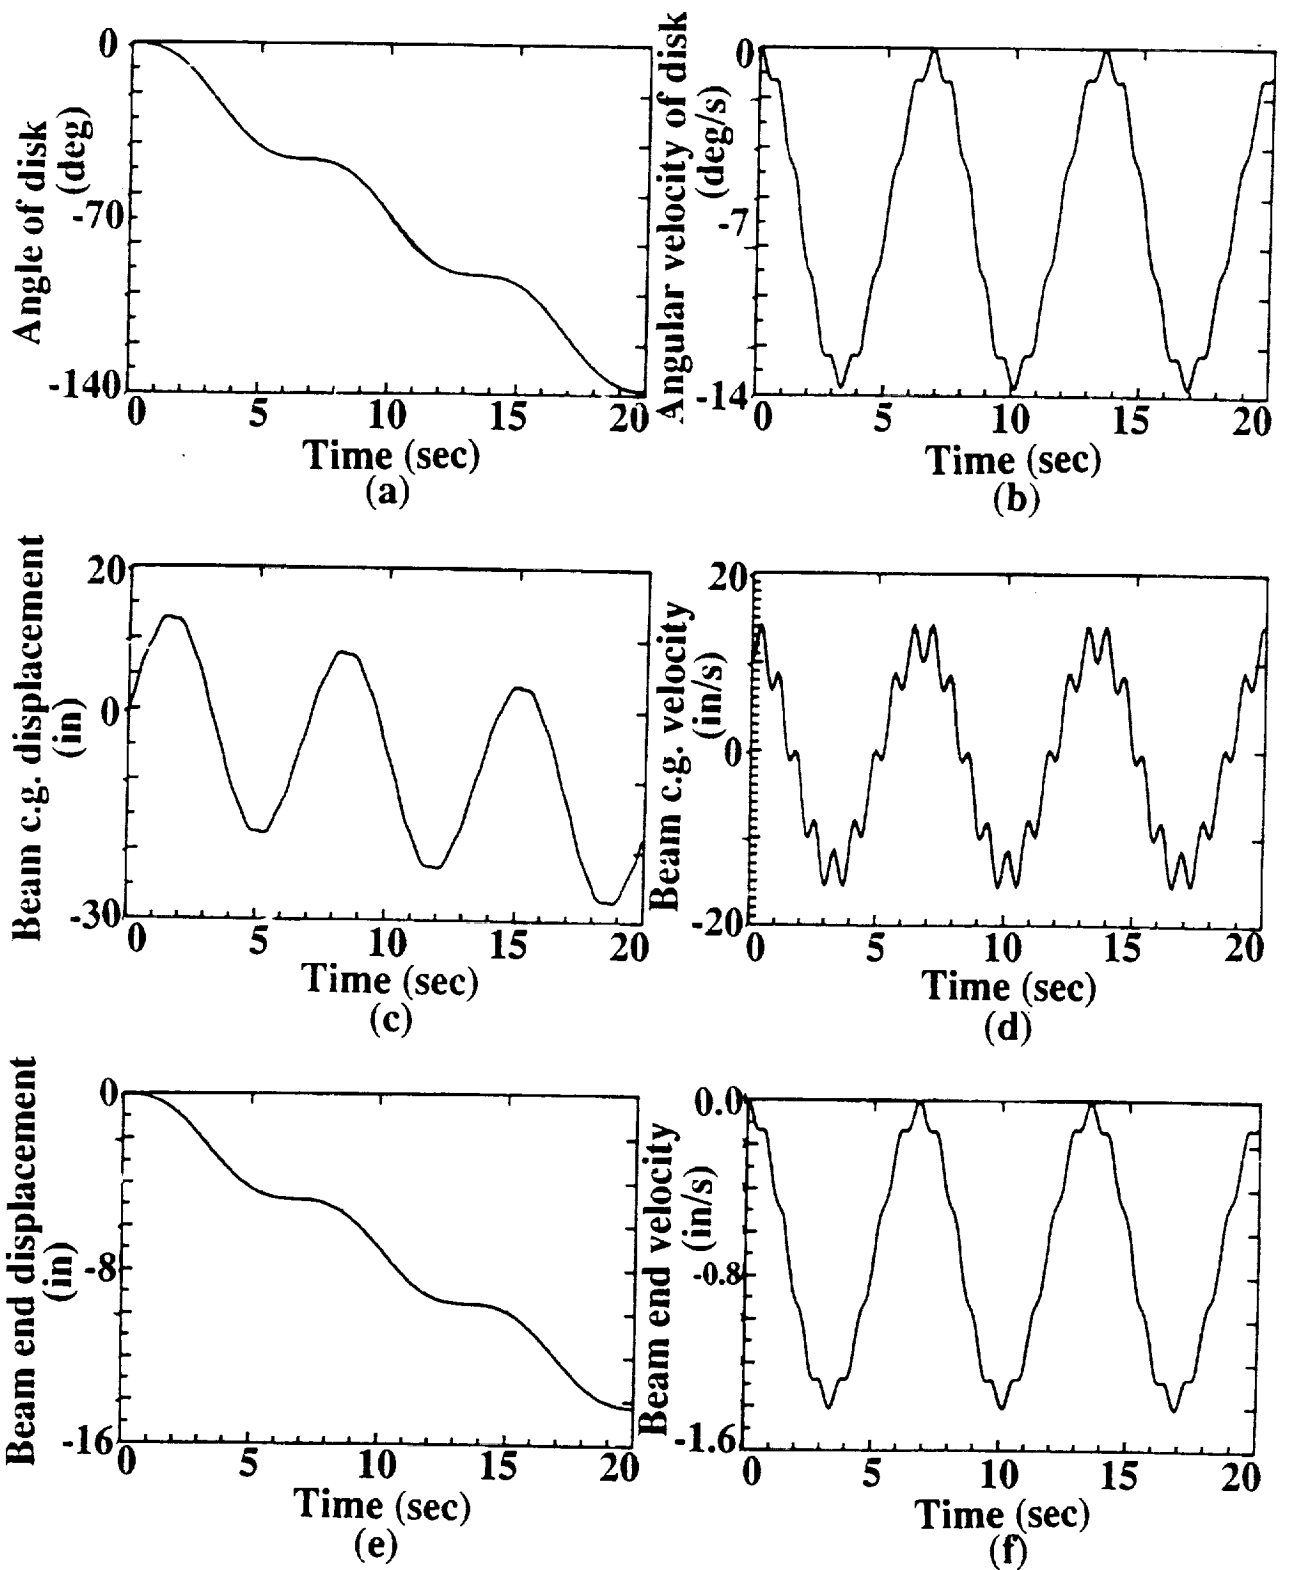 Angle of disk
(deg)
0
-70
-140
0 5 10 15 20
Time (sec)
(a)
Angular velocity of disk
(deg/s)
0
-7
-14
0 5 10 15 20
Time (sec)
(b)
Beam c.g. displacement
(in)
20
0
-30
0 5 10 15 20
Time (sec)
(c)
Beam c.g. velocity
(in/s)
20
0
-20
0 5 10 15 20
Time (sec)
(d)
Beam end displacement
(in)
0
-8
-16
0 5 10 15 20
Time (sec)
(e)
Beam end velocity
(in/s)
0.0
-0.8
-1.6
0 5 10 15 20
Time (sec)
(f)